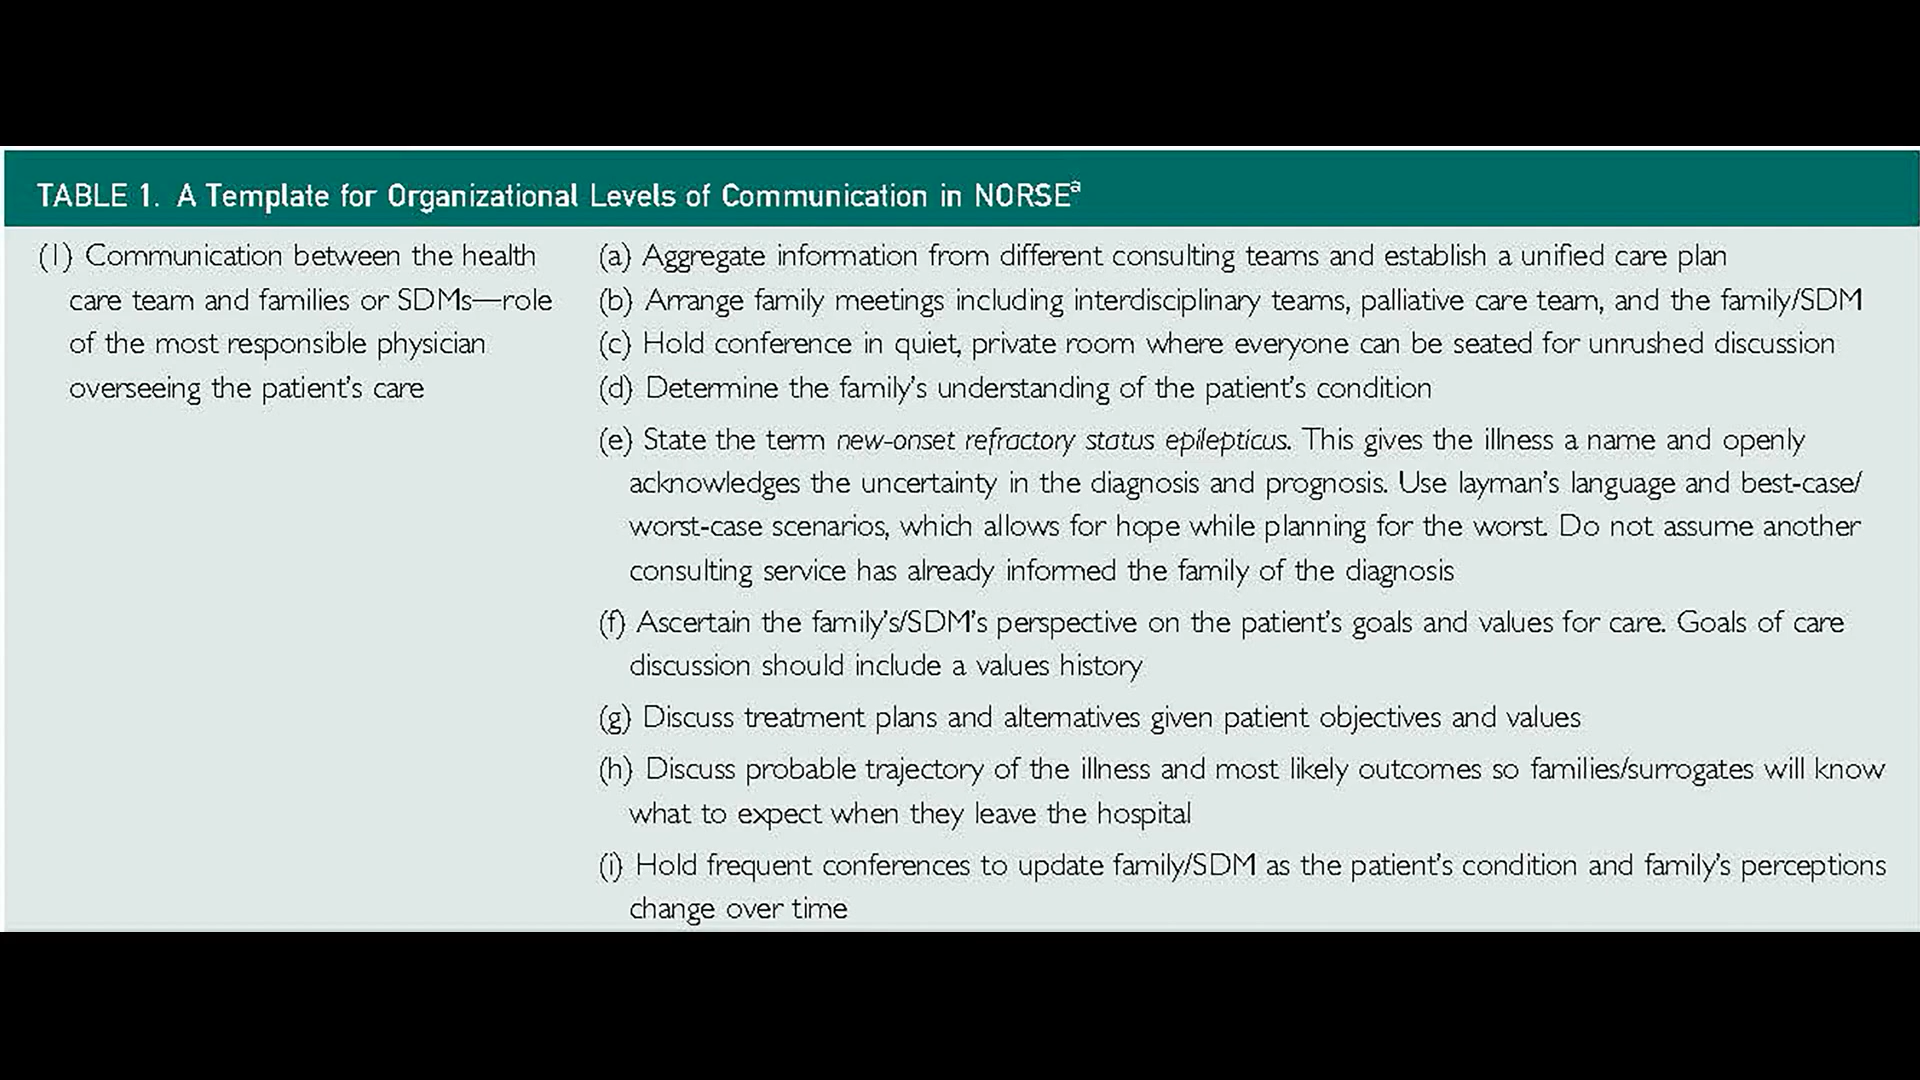 TABLE 1. A Template for Organizational Levels of Communication in NORSEª
(1) Communication between the health
care team and families or SDMs—role
of the most responsible physician
overseeing the patient’s care
(a) Aggregate information from different consulting teams and establish a unified care plan
(b) Arrange family meetings including interdisciplinary teams, palliative care team, and the family/SDM
(c) Hold conference in quiet, private room where everyone can be seated for unrushed discussion
(d) Determine the family’s understanding of the patient’s condition
(e) State the term new-onset refractory status epilepticus. This gives the illness a name and openly
acknowledges the uncertainty in the diagnosis and prognosis. Use layman’s language and best-case/
worst-case scenarios, which allows for hope while planning for the worst. Do not assume another
consulting service has already informed the family of the diagnosis
(f) Ascertain the family’s/SDM’s perspective on the patient’s goals and values for care. Goals of care
discussion should include a values history
(g) Discuss treatment plans and alternatives given patient objectives and values
(h) Discuss probable trajectory of the illness and most likely outcomes so families/surrogates will know
what to expect when they leave the hospital
(i) Hold frequent conferences to update family/SDM as the patient’s condition and family’s perceptions
change over time